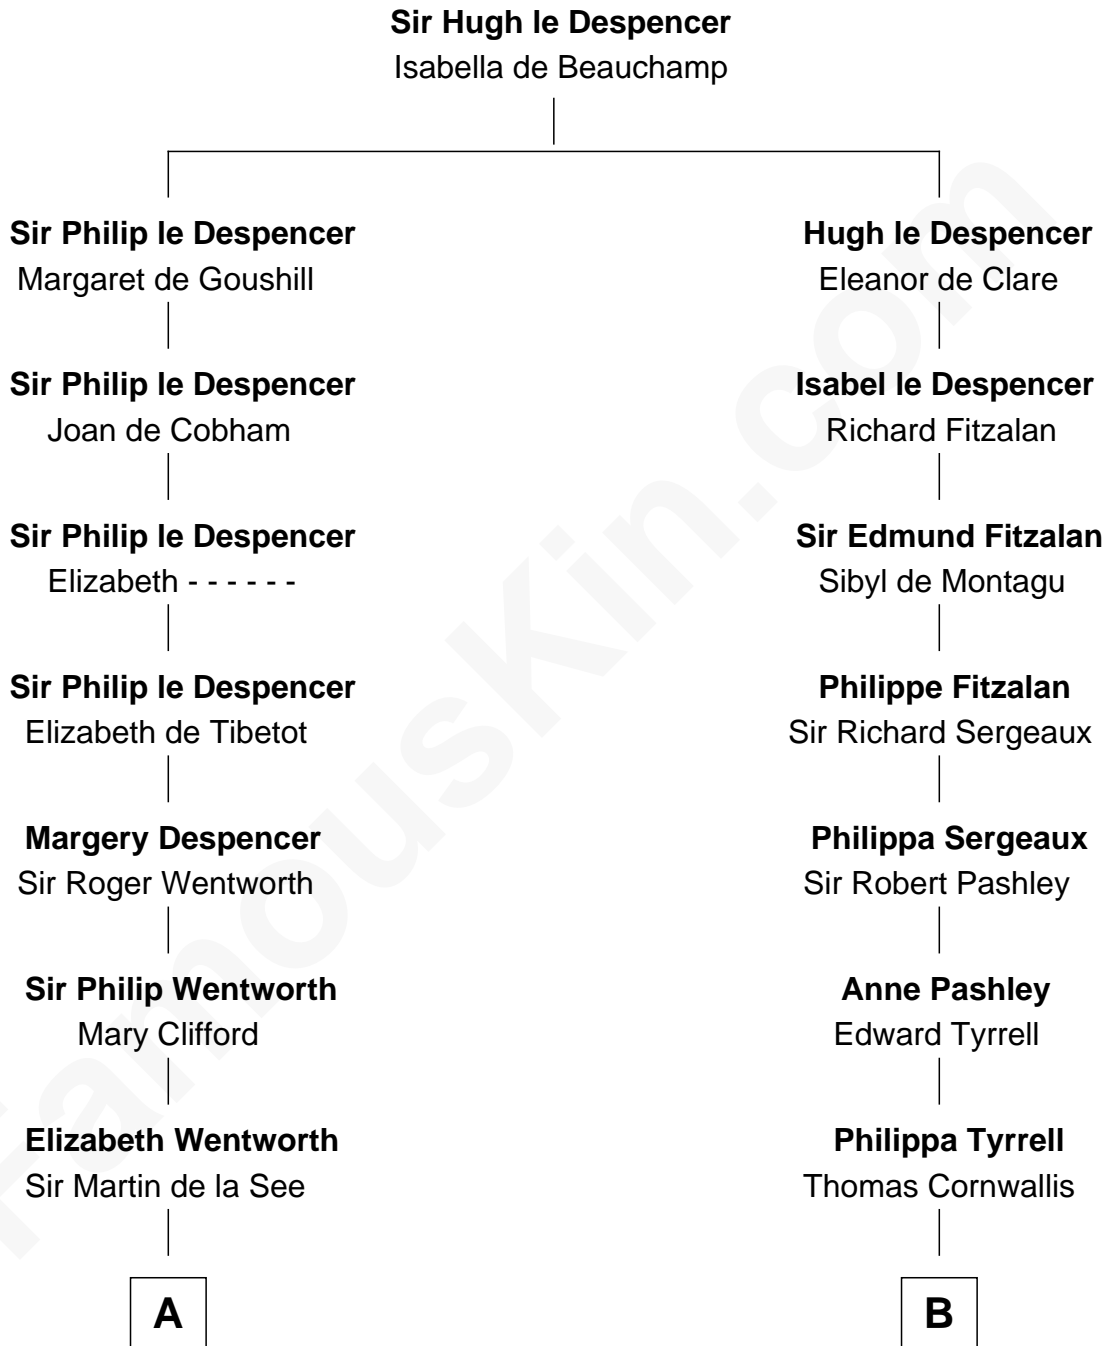 Sir Hugh le Despencer
Isabella de Beauchamp
Sir Philip le Despencer
Margaret de Goushill
Hugh le Despencer
Eleanor de Clare
Sir Philip le Despencer
Joan de Cobham
Isabel le Despencer
Richard Fitzalan
Sir Philip le Despencer
Elizabeth - - - - - -
Sir Edmund Fitzalan
Sibyl de Montagu
Sir Philip le Despencer
Elizabeth de Tibetot
Philippe Fitzalan
Sir Richard Sergeaux
Margery Despencer
Sir Roger Wentworth
Philippa Sergeaux
Sir Robert Pashley
Sir Philip Wentworth
Mary Clifford
Anne Pashley
Edward Tyrrell
Elizabeth Wentworth
Sir Martin de la See
Philippa Tyrrell
Thomas Cornwallis
A
B
FamousKin.com